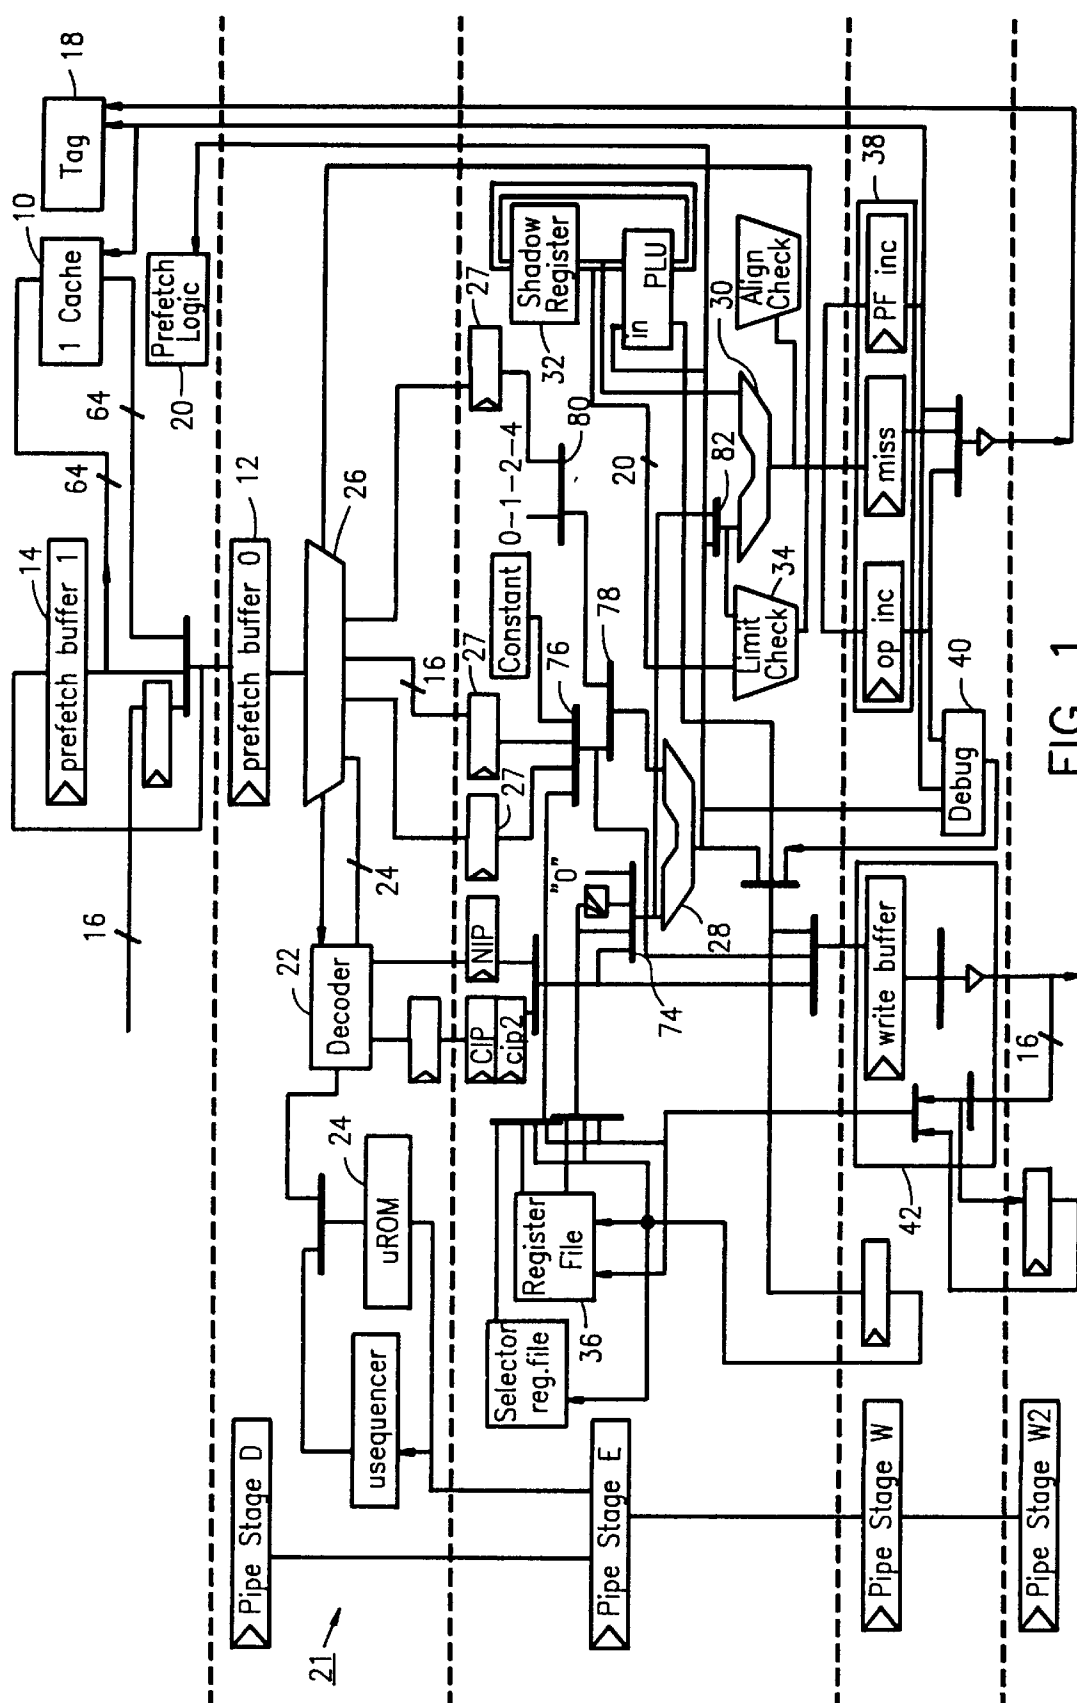 16
14
prefetch buffer 1
64
64
10
1 Cache
Tag
18
20
Prefetch
Logic
21
Pipe Stage D
usequencer
24
uROM
22
Decoder
24
prefetch buffer 0
12
26
16
Selector
reg.file
36
Register
File
CIP
cip2
NIP
27
27
27
"0"
74
76
Constant
78
0-1-2-4
80
32
Shadow
Register
in PLU
20
28
82
30
34
Limit
Check
Align
Check
Pipe Stage E
Pipe Stage W
42
write buffer
16
40
Debug
op inc
miss
PF inc
38
Pipe Stage W2
FIG. 1